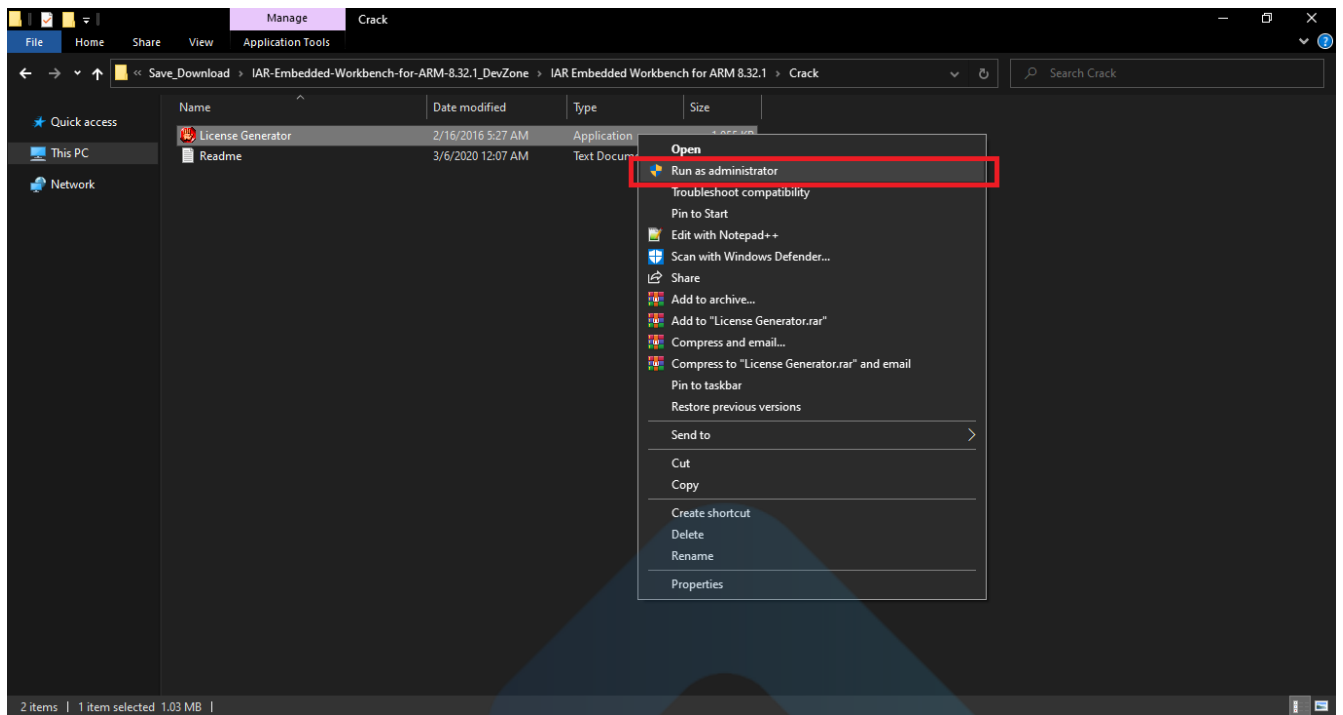 Manage Crack
File Home Share View Application Tools
« Save_Download › IAR-Embedded-Workbench-for-ARM-8.32.1_DevZone › IAR Embedded Workbench for ARM 8.32.1 › Crack Search Crack
Name Date modified Type Size
Quick access
License Generator 2/16/2016 5:27 AM Application
This PC
Readme 3/6/2020 12:07 AM Text Docum
Network
Open
Run as administrator
Troubleshoot compatibility
Pin to Start
Edit with Notepad++
Scan with Windows Defender...
Share
Add to archive...
Add to "License Generator.rar"
Compress and email...
Compress to "License Generator.rar" and email
Pin to taskbar
Restore previous versions
Send to
Cut
Copy
Create shortcut
Delete
Rename
Properties
2 items | 1 item selected 1.03 MB |